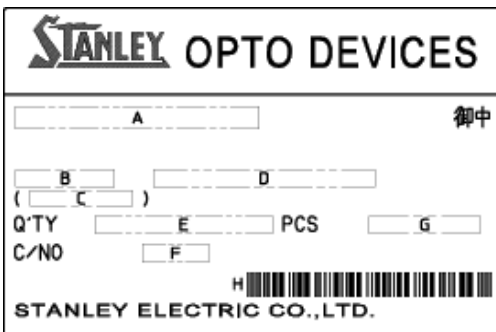 STANLEY OPTO DEVICES
A 御中
B D
( C )
Q'TY E PCS G
C/NO F
H
STANLEY ELECTRIC CO.,LTD.